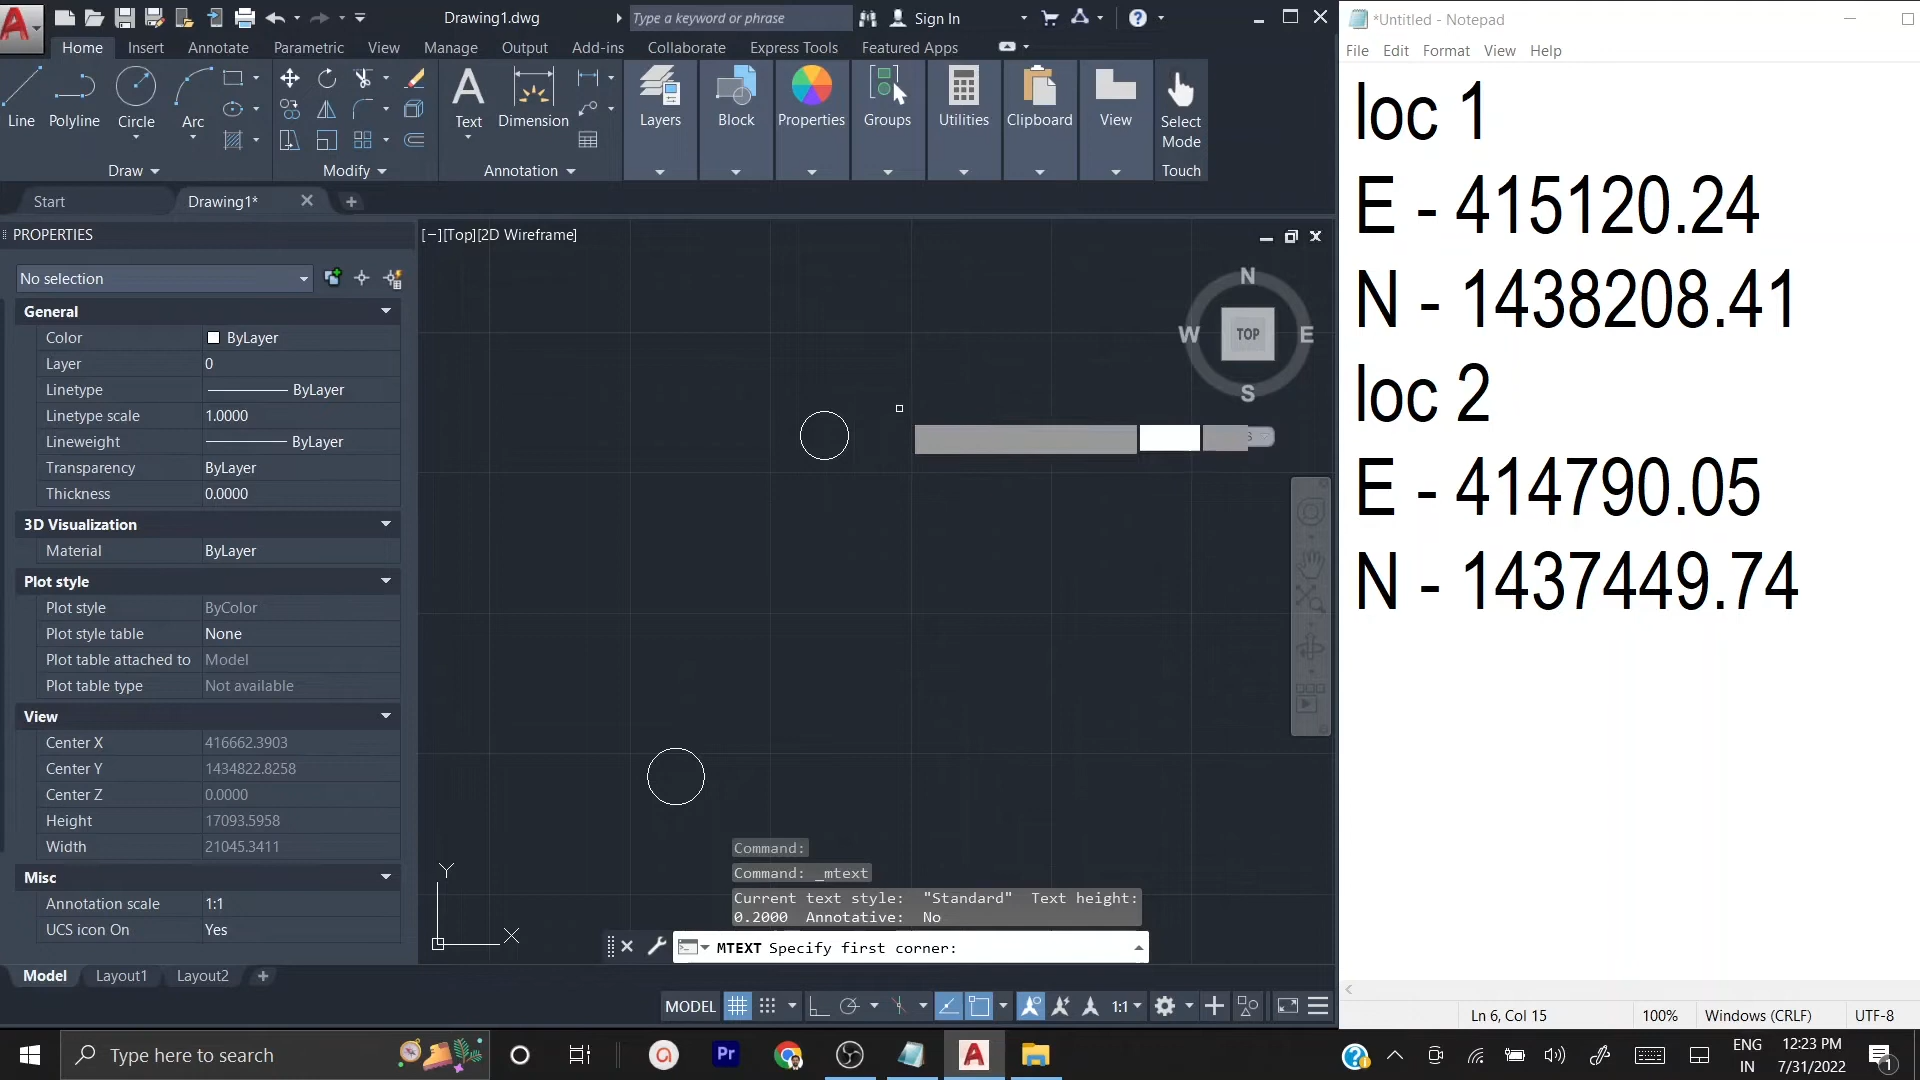 Drawing1.dwg
Type a keyword or phrase
Sign In
Home Insert Annotate Parametric View Manage Output Add-ins Collaborate Express Tools Featured Apps
Line Polyline Circle Arc Text Dimension Layers Block Properties Groups Utilities Clipboard View Select
Mode
Draw Modify Annotation Touch
Start Drawing1*
PROPERTIES
No selection
General
Color ByLayer
Layer 0
Linetype ByLayer
Linetype scale 1.0000
Lineweight ByLayer
Transparency ByLayer
Thickness 0.0000
3D Visualization
Material ByLayer
Plot style
Plot style ByColor
Plot style table None
Plot table attached to Model
Plot table type Not available
View
Center X 416662.3903
Center Y 1434822.8258
Center Z 0.0000
Height 17093.5958
Width 21045.3411
Misc
Annotation scale 1:1
UCS icon On Yes
[−][Top][2D Wireframe]
N
W TOP E
S
Y
X
Command:
Command: _mtext
Current text style: "Standard" Text height:
0.2000 Annotative: No
MTEXT Specify first corner:
Model Layout1 Layout2
MODEL 1:1
*Untitled - Notepad
File Edit Format View Help
loc 1
E - 415120.24
N - 1438208.41
loc 2
E - 414790.05
N - 1437449.74
Ln 6, Col 15 100% Windows (CRLF) UTF-8
Type here to search
Pr
ENG
IN
12:23 PM
7/31/2022
1